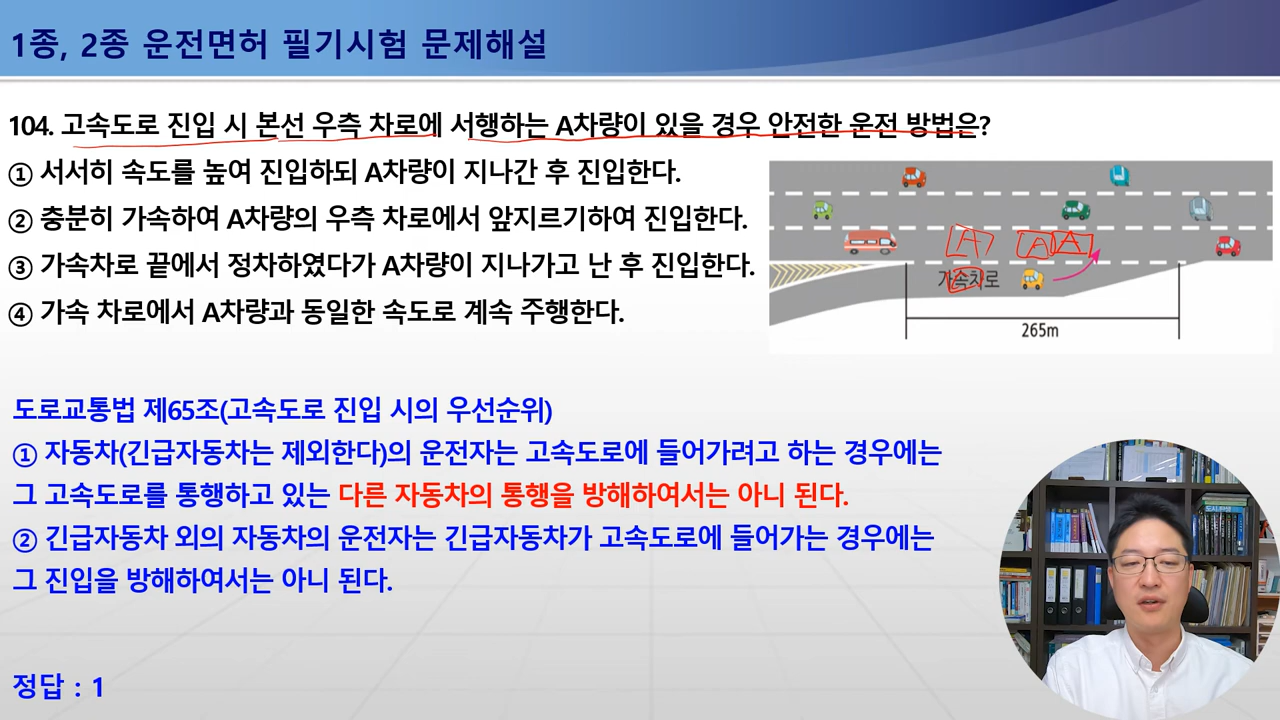 1종, 2종 운전면허 필기시험 문제해설
104. 고속도로 진입 시 본선 우측 차로에 서행하는 A차량이 있을 경우 안전한 운전 방법은?
① 서서히 속도를 높여 진입하되 A차량이 지나간 후 진입한다.
② 충분히 가속하여 A차량의 우측 차로에서 앞지르기하여 진입한다.
③ 가속차로 끝에서 정차하였다가 A차량이 지나가고 난 후 진입한다.
④ 가속 차로에서 A차량과 동일한 속도로 계속 주행한다.
A A A
가속차로
265m
도로교통법 제65조(고속도로 진입 시의 우선순위)
① 자동차(긴급자동차는 제외한다)의 운전자는 고속도로에 들어가려고 하는 경우에는
그 고속도로를 통행하고 있는 다른 자동차의 통행을 방해하여서는 아니 된다.
② 긴급자동차 외의 자동차의 운전자는 긴급자동차가 고속도로에 들어가는 경우에는
그 진입을 방해하여서는 아니 된다.
정답 : 1